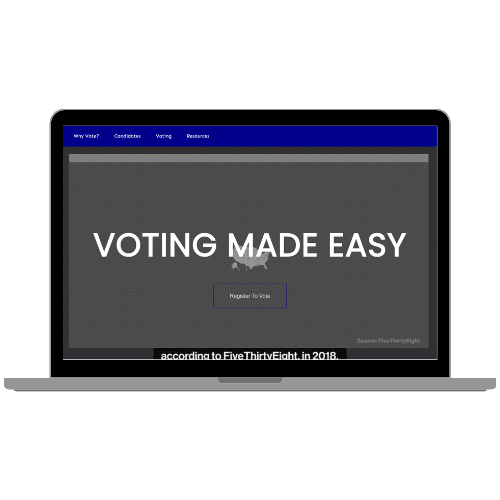 Why Vote? Candidates Voting Resources
VOTING MADE EASY
Register To Vote
Source: FiveThirtyEight
according to FiveThirtyEight, in 2018,